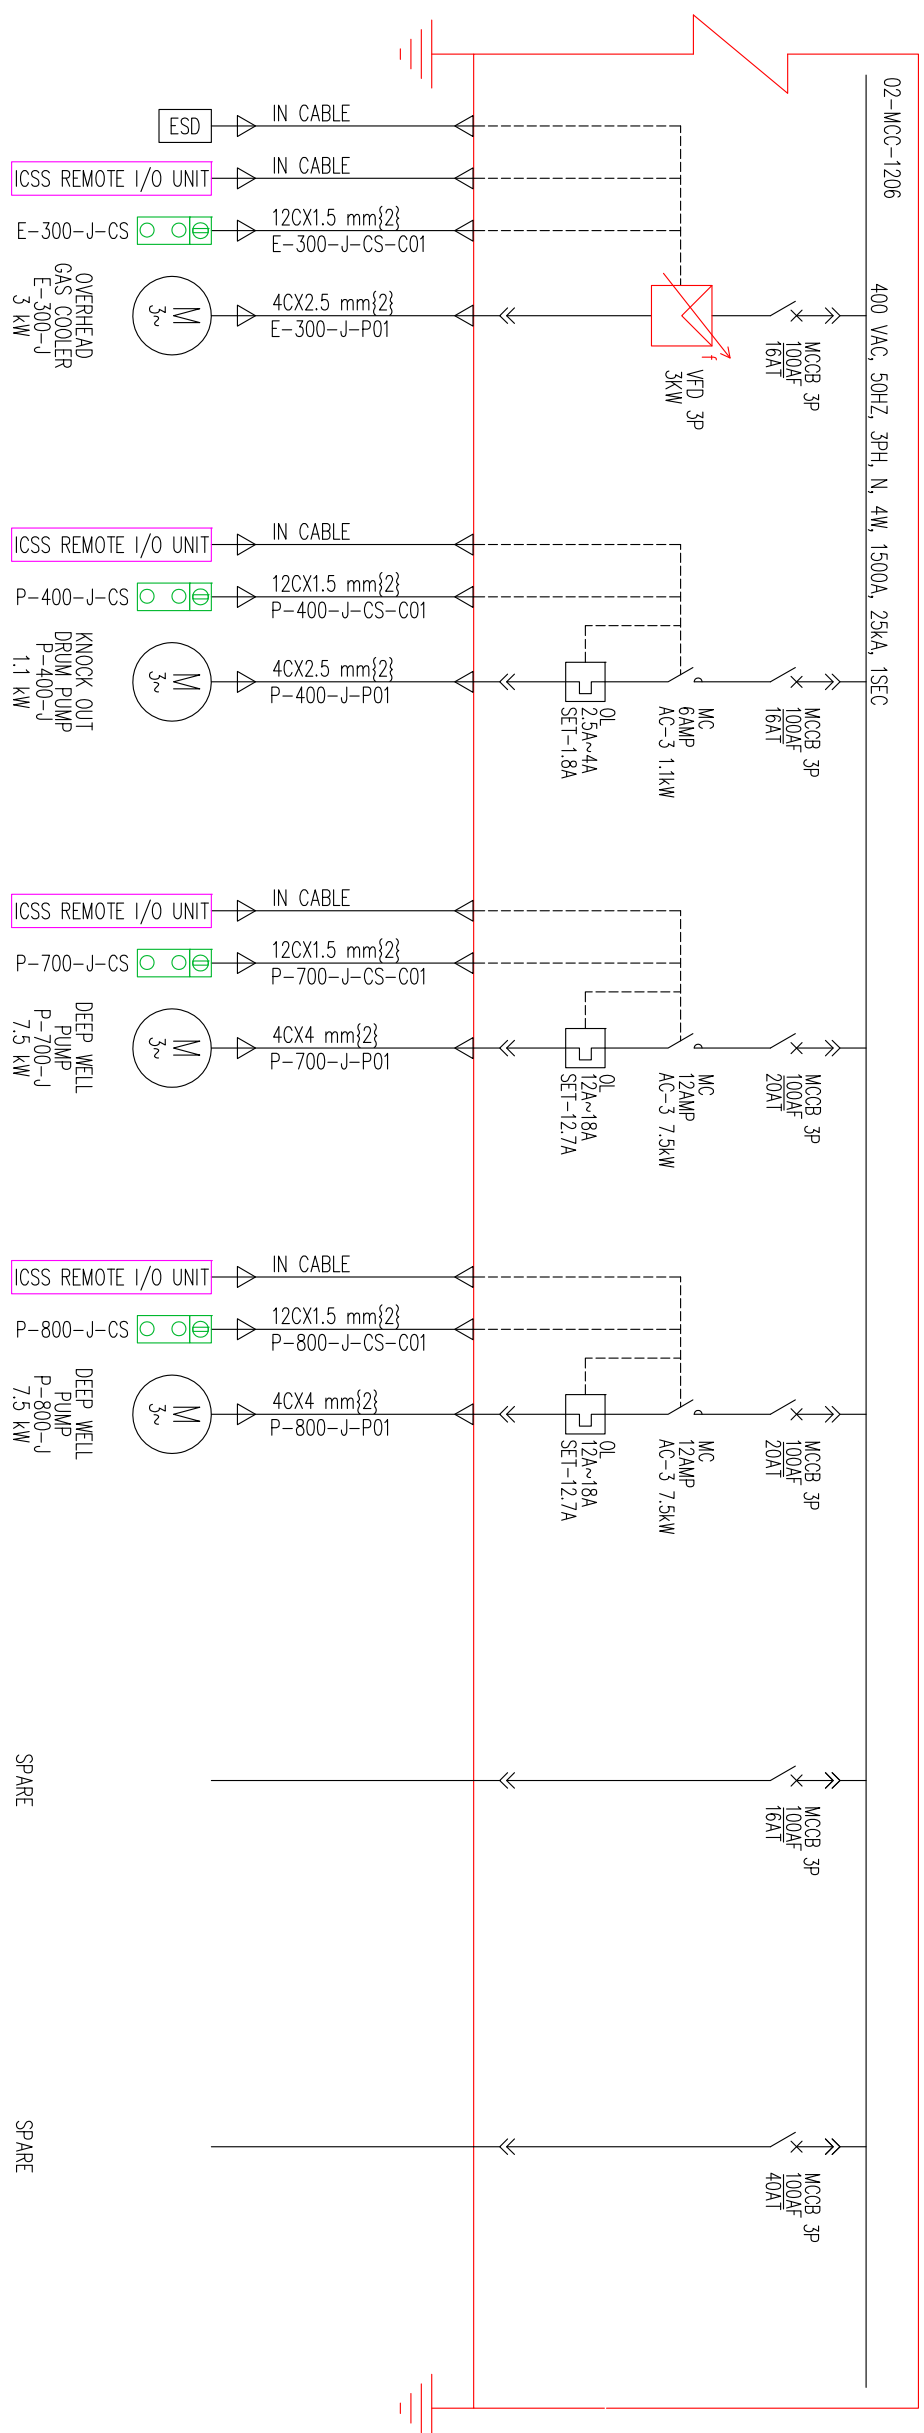 02-MCC-1206
400 VAC, 50HZ, 3PH, N, 4W, 1500A, 25kA, 1SEC
ESD
IN CABLE
ICSS REMOTE I/O UNIT
IN CABLE
E-300-J-CS
12CX1.5 mm{2}
E-300-J-CS-C01
M
3~
4CX2.5 mm{2}
E-300-J-P01
OVERHEAD
GAS COOLER
E-300-J
3 kW
f
VFD 3P
3KW
MCCB 3P
100AF
16AT
ICSS REMOTE I/O UNIT
IN CABLE
P-400-J-CS
12CX1.5 mm{2}
P-400-J-CS-C01
M
3~
4CX2.5 mm{2}
P-400-J-P01
KNOCK OUT
DRUM PUMP
P-400-J
1.1 kW
OL
2.5A~4A
SET-1.8A
MC
6AMP
AC-3 1.1kW
MCCB 3P
100AF
16AT
ICSS REMOTE I/O UNIT
IN CABLE
P-700-J-CS
12CX1.5 mm{2}
P-700-J-CS-C01
M
3~
4CX4 mm{2}
P-700-J-P01
DEEP WELL
PUMP
P-700-J
7.5 kW
OL
12A~18A
SET-12.7A
MC
12AMP
AC-3 7.5kW
MCCB 3P
100AF
20AT
ICSS REMOTE I/O UNIT
IN CABLE
P-800-J-CS
12CX1.5 mm{2}
P-800-J-CS-C01
M
3~
4CX4 mm{2}
P-800-J-P01
DEEP WELL
PUMP
P-800-J
7.5 kW
OL
12A~18A
SET-12.7A
MC
12AMP
AC-3 7.5kW
MCCB 3P
100AF
20AT
SPARE
MCCB 3P
100AF
16AT
SPARE
MCCB 3P
100AF
40AT